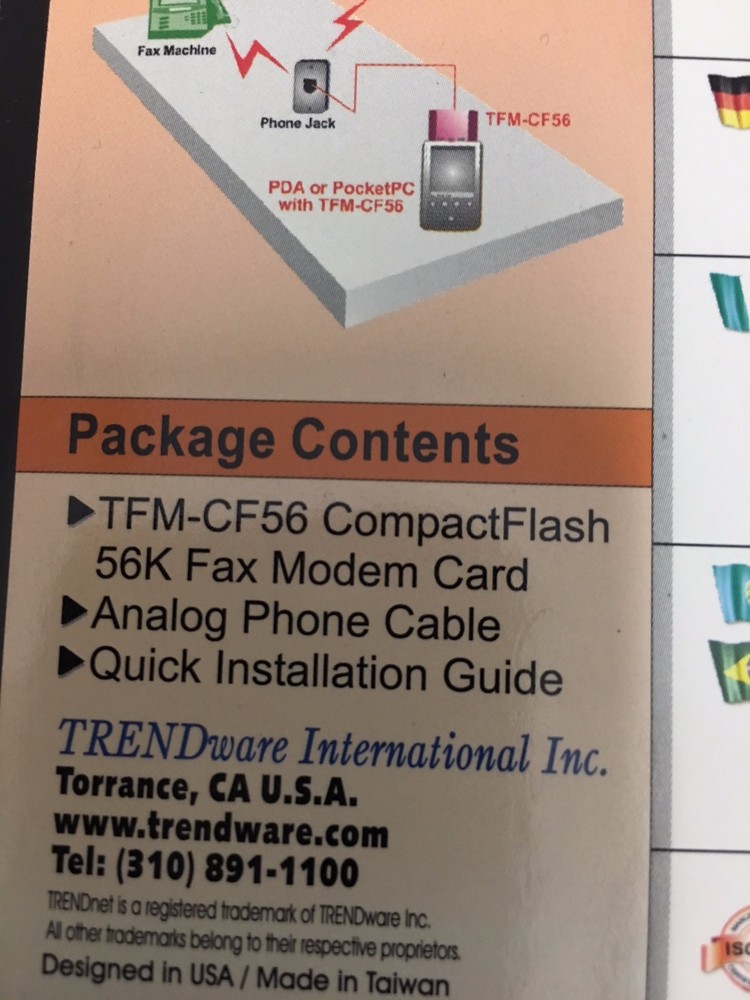 Fax Machine
Phone Jack
TFM-CF56
PDA or PocketPC
with TFM-CF56
Package Contents
▶TFM-CF56 CompactFlash
56K Fax Modem Card
▶Analog Phone Cable
▶Quick Installation Guide
TRENDware International Inc.
Torrance, CA U.S.A.
www.trendware.com
Tel: (310) 891-1100
TRENDnet is a registered trademark of TRENDware Inc.
All other trademarks belong to their respective proprietors.
Designed in USA / Made in Taiwan